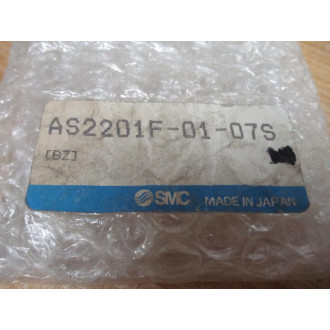 AS2201F-01-07S
[BZ]
SMC MADE IN JAPAN